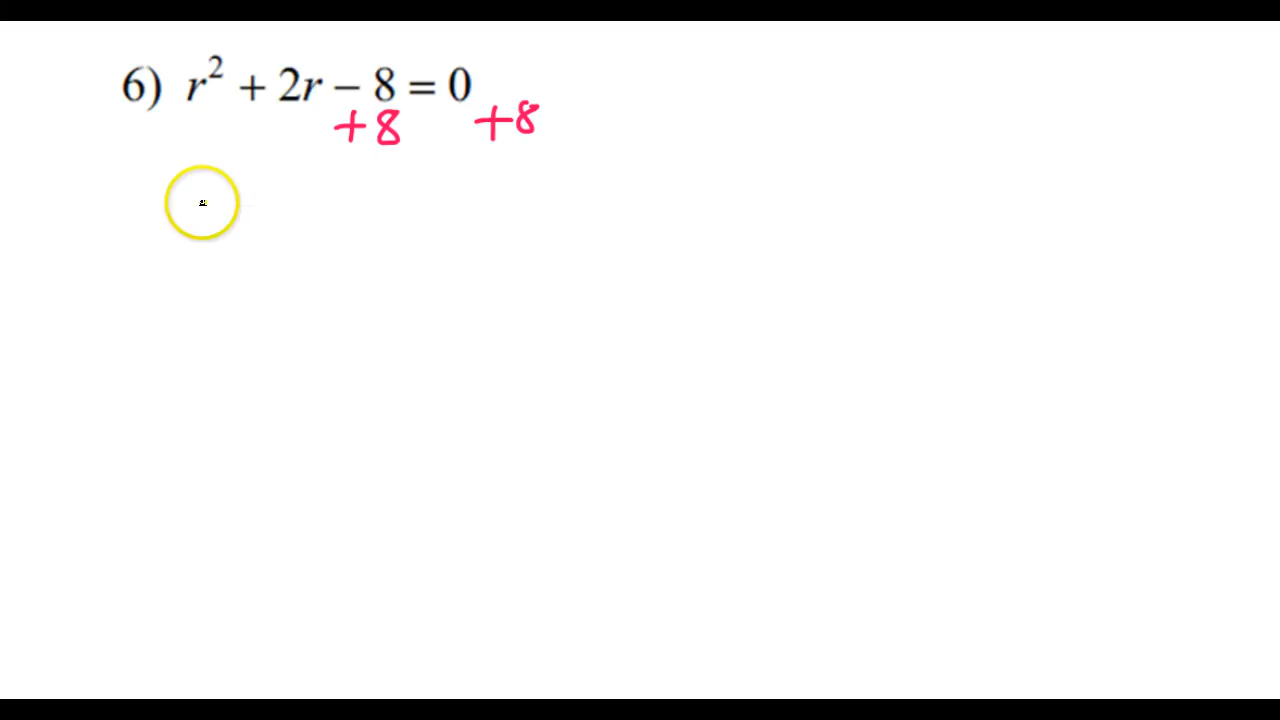 6) r² + 2r − 8 = 0
+8 +8